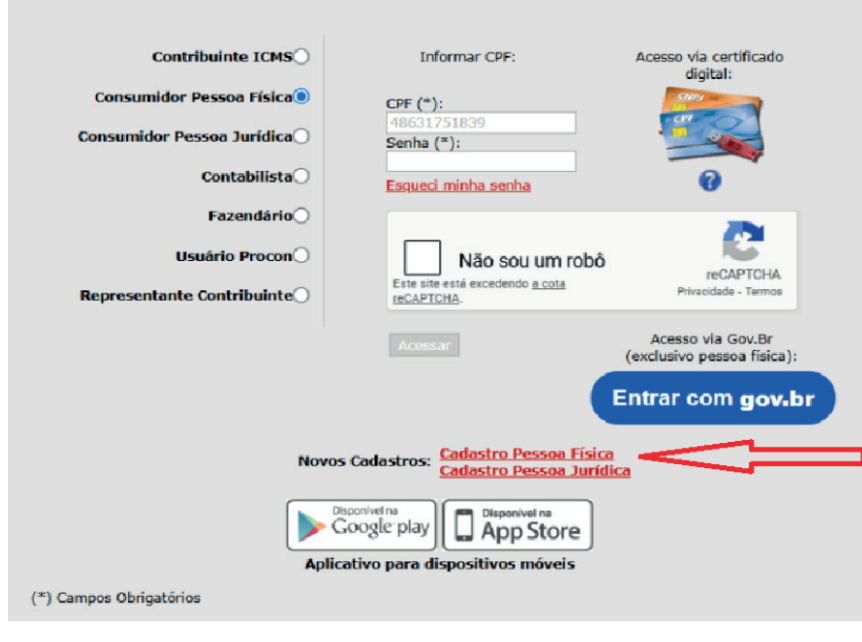 Contribuinte ICMS
Consumidor Pessoa Física
Consumidor Pessoa Jurídica
Contabilista
Fazendário
Usuário Procon
Representante Contribuinte
Informar CPF:
CPF (*):
48631751839
Senha (*):
Esqueci minha senha
Acesso via certificado
digital:
CNPJ
CPF
?
Não sou um robô
Este site está excedendo a cota
reCAPTCHA.
reCAPTCHA
Privacidade - Termos
Acessar
Acesso via Gov.Br
(exclusivo pessoa física):
Entrar com gov.br
Novos Cadastros: Cadastro Pessoa Física
Cadastro Pessoa Jurídica
Disponível na
Google play
Disponível na
App Store
Aplicativo para dispositivos móveis
(*) Campos Obrigatórios